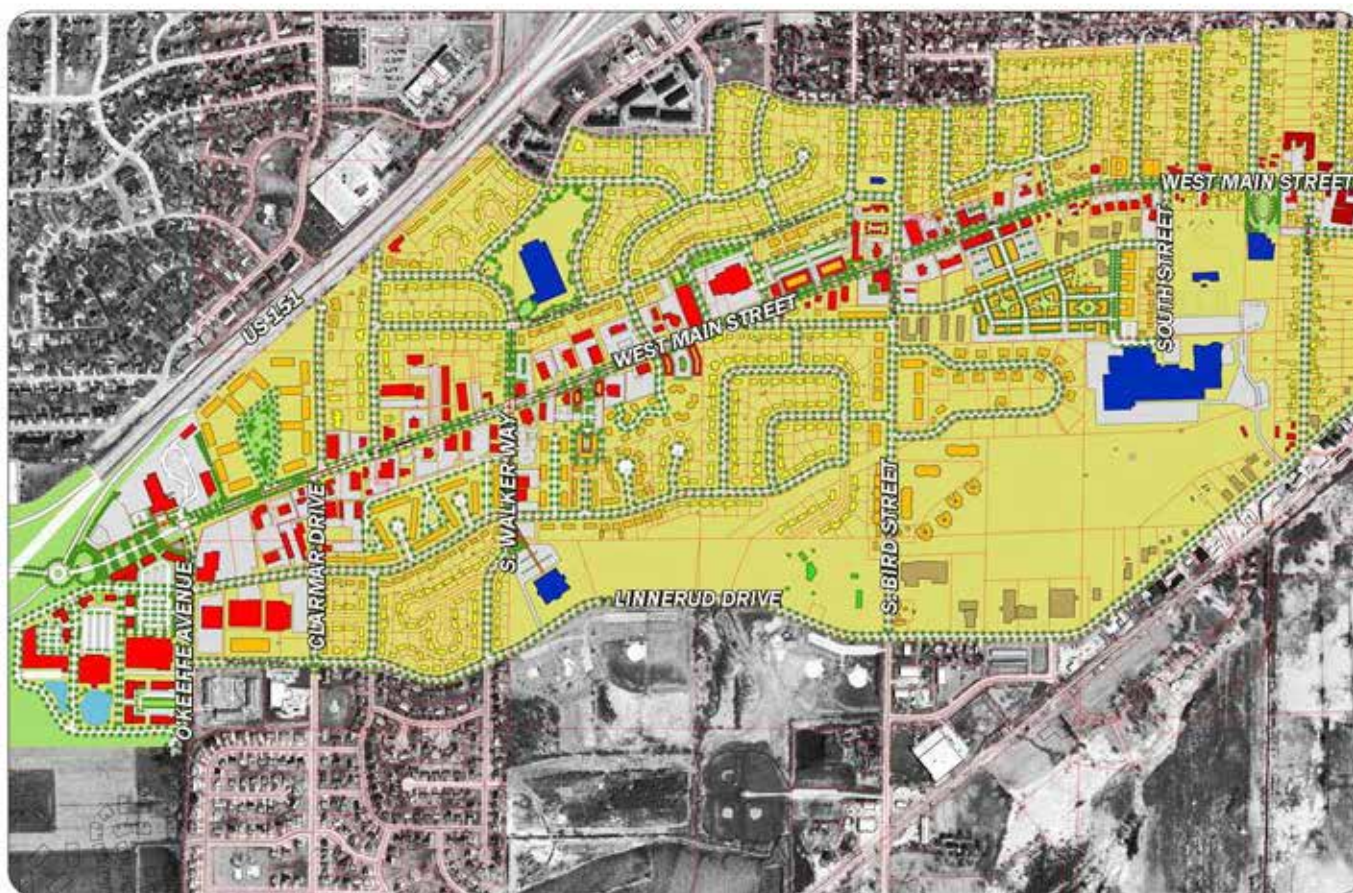 WEST MAIN STREET
US 151
WEST MAIN STREET
SOUTH STREET
CLARMAR DRIVE
S. WALKER WAY
S. BIRD STREET
LINNERUD DRIVE
O'KEEFFE AVENUE